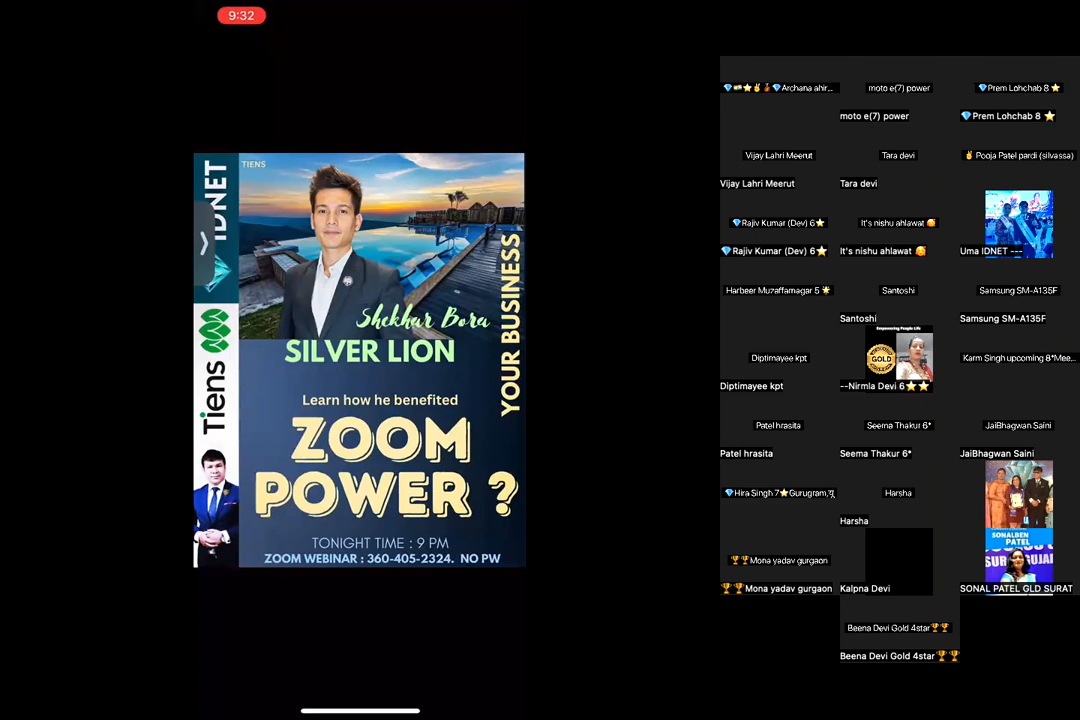 9:32
IDNET
TIENS
Tiens
YOUR BUSINESS
Shekhar Bora
SILVER LION
Learn how he benefited
ZOOM
POWER ?
TONIGHT TIME : 9 PM
ZOOM WEBINAR : 360-405-2324. NO PW
💎💵⭐✌🏅💎Archana ahir...
moto e(7) power
💎Prem Lohchab 8 ⭐
moto e(7) power
💎Prem Lohchab 8 ⭐
Vijay Lahri Meerut
Tara devi
✌ Pooja Patel pardi (silvassa)
Vijay Lahri Meerut
Tara devi
💎Rajiv Kumar (Dev) 6⭐
It's nishu ahlawat 🥰
💎Rajiv Kumar (Dev) 6⭐
It's nishu ahlawat 🥰
Uma IDNET ---
Harbeer Muzaffarnagar 5 🌟
Santoshi
Samsung SM-A135F
Santoshi
Samsung SM-A135F
Empowering People Life
GOLD
Diptimayee kpt
Karm Singh upcoming 8*Mee...
Diptimayee kpt
--Nirmla Devi 6⭐⭐
Patel hrasita
Seema Thakur 6*
JaiBhagwan Saini
Patel hrasita
Seema Thakur 6*
JaiBhagwan Saini
💎Hira Singh 7⭐Gurugram,
Harsha
Harsha
SONALBEN
PATEL
🏆🏆Mona yadav gurgaon
🏆🏆Mona yadav gurgaon
Kalpna Devi
SONAL PATEL GLD SURAT
Beena Devi Gold 4star🏆🏆
Beena Devi Gold 4star🏆🏆